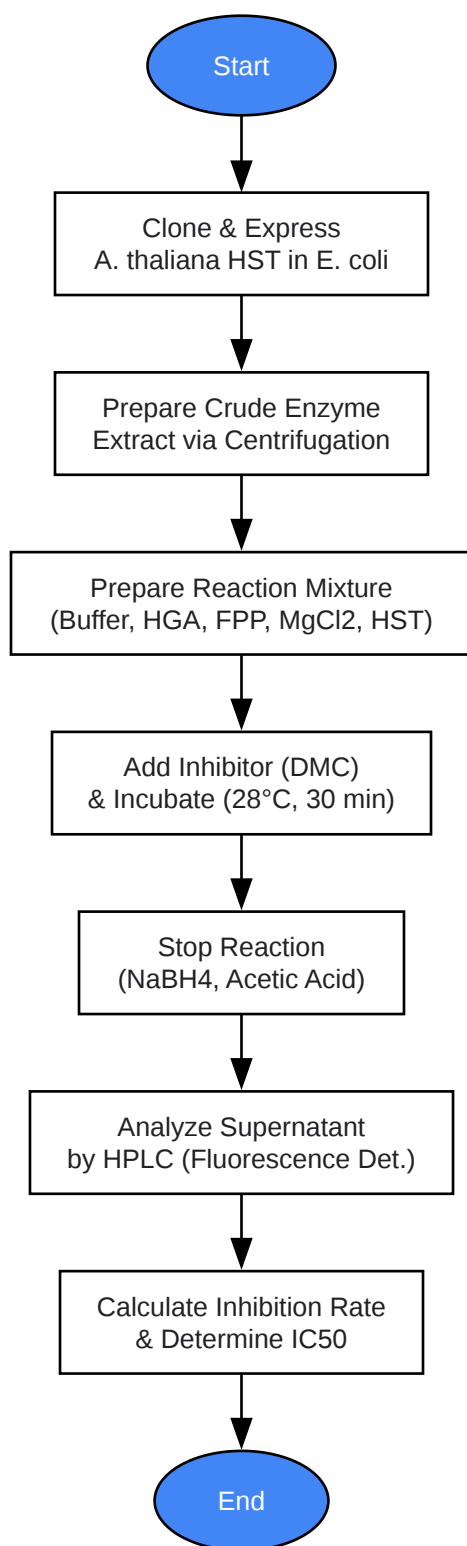 Start
Clone & Express
A. thaliana HST in E. coli
Prepare Crude Enzyme
Extract via Centrifugation
Prepare Reaction Mixture
(Buffer, HGA, FPP, MgCl2, HST)
Add Inhibitor (DMC)
& Incubate (28°C, 30 min)
Stop Reaction
(NaBH4, Acetic Acid)
Analyze Supernatant
by HPLC (Fluorescence Det.)
Calculate Inhibition Rate
& Determine IC50
End